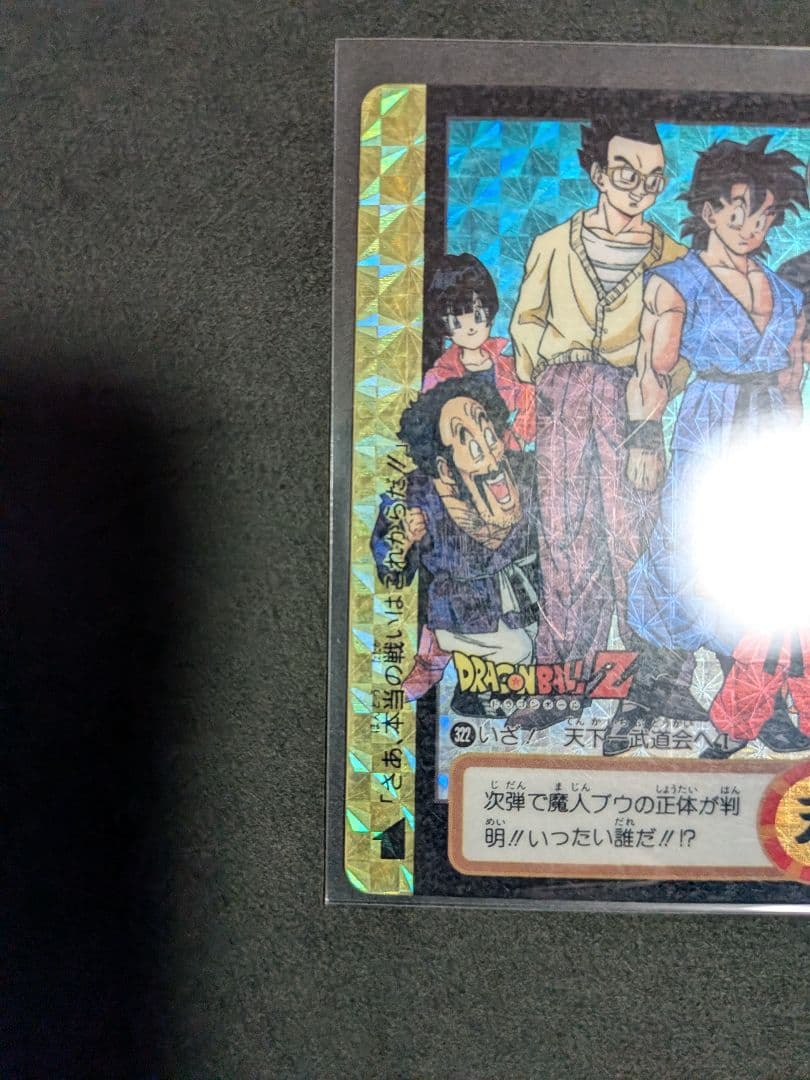 「さあ、本当の戦いはこれからだ!!」
DRAGON BALL Z
ドラゴンボール
322 いざ! 天下一武道会へ
次弾で魔人ブウの正体が判
明!!いったい誰だ!!!?